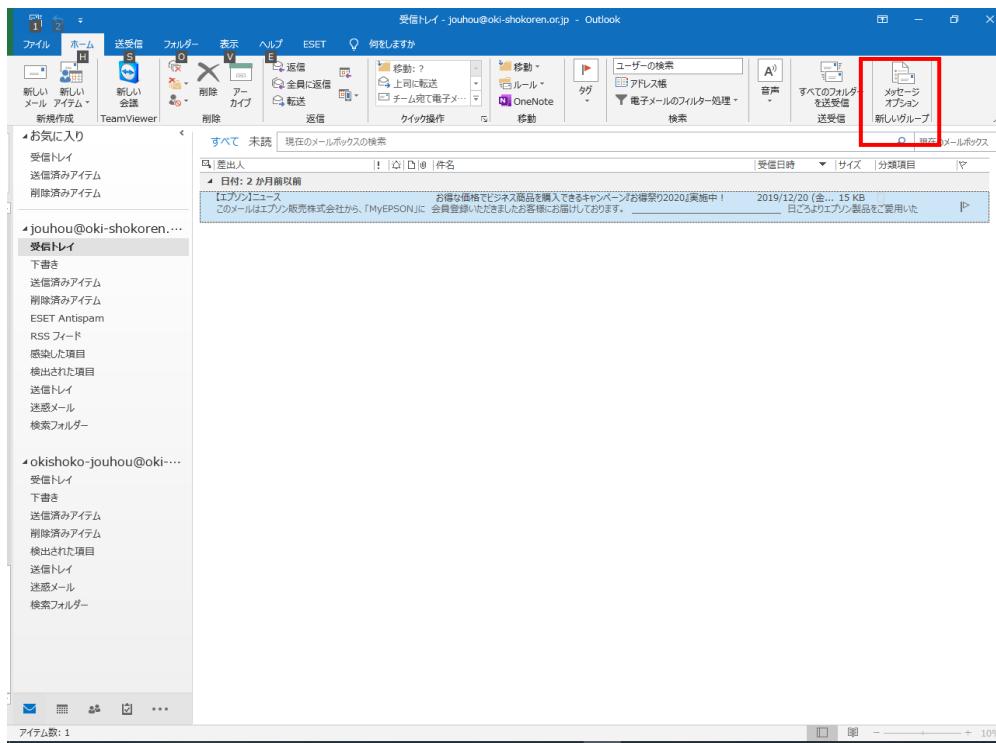 受信トレイ - jouhou@oki-shokoren.or.jp - Outlook
1 2
ファイル ホーム 送受信 フォルダー 表示 ヘルプ ESET 何をしますか
H S O V E
新しい メール
新しい アイテム
新規作成
新しい 会議
TeamViewer
削除
アー カイブ
削除
返信
全員に返信
転送
返信
移動: ?
上司に転送
チーム宛て電子メ…
クイック操作
移動
ルール
OneNote
移動
タグ
ユーザーの検索
アドレス帳
電子メールのフィルター処理
検索
音声
すべてのフォルダー を送受信
送受信
メッセージ オプション
新しいグループ
お気に入り
受信トレイ
送信済みアイテム
削除済みアイテム
jouhou@oki-shokoren.…
受信トレイ
下書き
送信済みアイテム
削除済みアイテム
ESET Antispam
RSS フィード
感染した項目
検出された項目
送信トレイ
迷惑メール
検索フォルダー
okishoko-jouhou@oki-…
受信トレイ
下書き
送信済みアイテム
削除済みアイテム
検出された項目
送信トレイ
迷惑メール
検索フォルダー
すべて 未読 現在のメールボックスの検索 現在のメールボックス
差出人 件名 受信日時 サイズ 分類項目
日付: 2 か月前以前
【エプソン】ニュース お得な価格でビジネス商品を購入できるキャンペーン『お得祭り2020』実施中！ 2019/12/20 (金... 15 KB
このメールはエプソン販売株式会社から、「MyEPSON」に 会員登録いただきましたお客様にお届けしております。 日ごろよりエプソン製品をご愛用いた
アイテム数: 1
10%